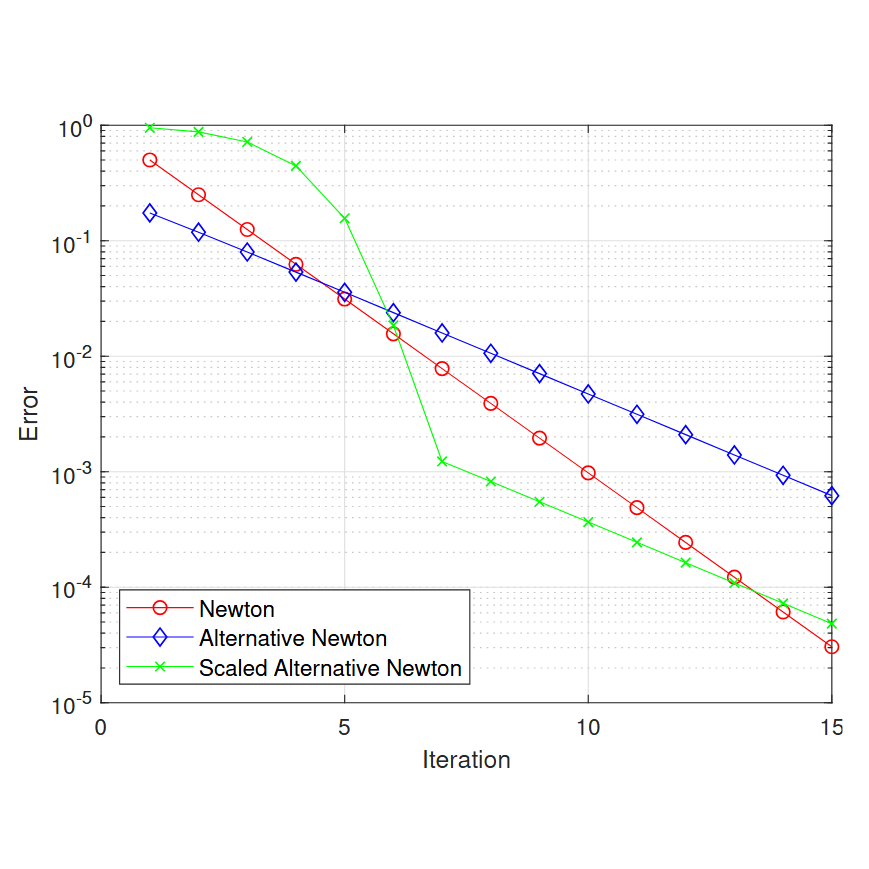 10^0
10^-1
10^-2
10^-3
10^-4
10^-5
Error
Newton
Alternative Newton
Scaled Alternative Newton
0 5 10 15
Iteration